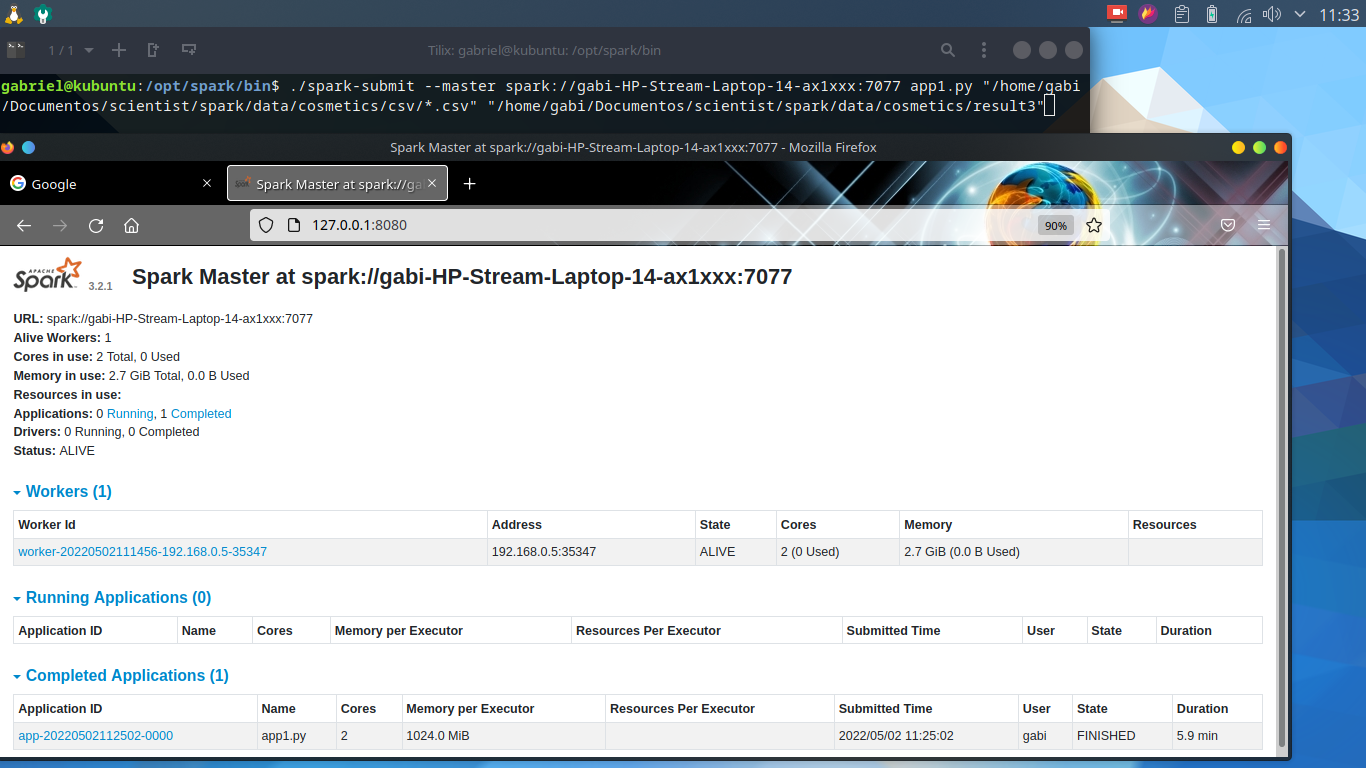 11:33
1 / 1
Tilix: gabriel@kubuntu: /opt/spark/bin
gabriel@kubuntu:/opt/spark/bin$ ./spark-submit --master spark://gabi-HP-Stream-Laptop-14-ax1xxx:7077 app1.py "/home/gabi
/Documentos/scientist/spark/data/cosmetics/csv/*.csv" "/home/gabi/Documentos/scientist/spark/data/cosmetics/result3"
Spark Master at spark://gabi-HP-Stream-Laptop-14-ax1xxx:7077 - Mozilla Firefox
Google
Spark Master at spark://ga
127.0.0.1:8080
90%
APACHE
Spark 3.2.1
Spark Master at spark://gabi-HP-Stream-Laptop-14-ax1xxx:7077
URL: spark://gabi-HP-Stream-Laptop-14-ax1xxx:7077
Alive Workers: 1
Cores in use: 2 Total, 0 Used
Memory in use: 2.7 GiB Total, 0.0 B Used
Resources in use:
Applications: 0 Running, 1 Completed
Drivers: 0 Running, 0 Completed
Status: ALIVE
Workers (1)
Worker Id Address State Cores Memory Resources
worker-20220502111456-192.168.0.5-35347 192.168.0.5:35347 ALIVE 2 (0 Used) 2.7 GiB (0.0 B Used)
Running Applications (0)
Application ID Name Cores Memory per Executor Resources Per Executor Submitted Time User State Duration
Completed Applications (1)
Application ID Name Cores Memory per Executor Resources Per Executor Submitted Time User State Duration
app-20220502112502-0000 app1.py 2 1024.0 MiB 2022/05/02 11:25:02 gabi FINISHED 5.9 min